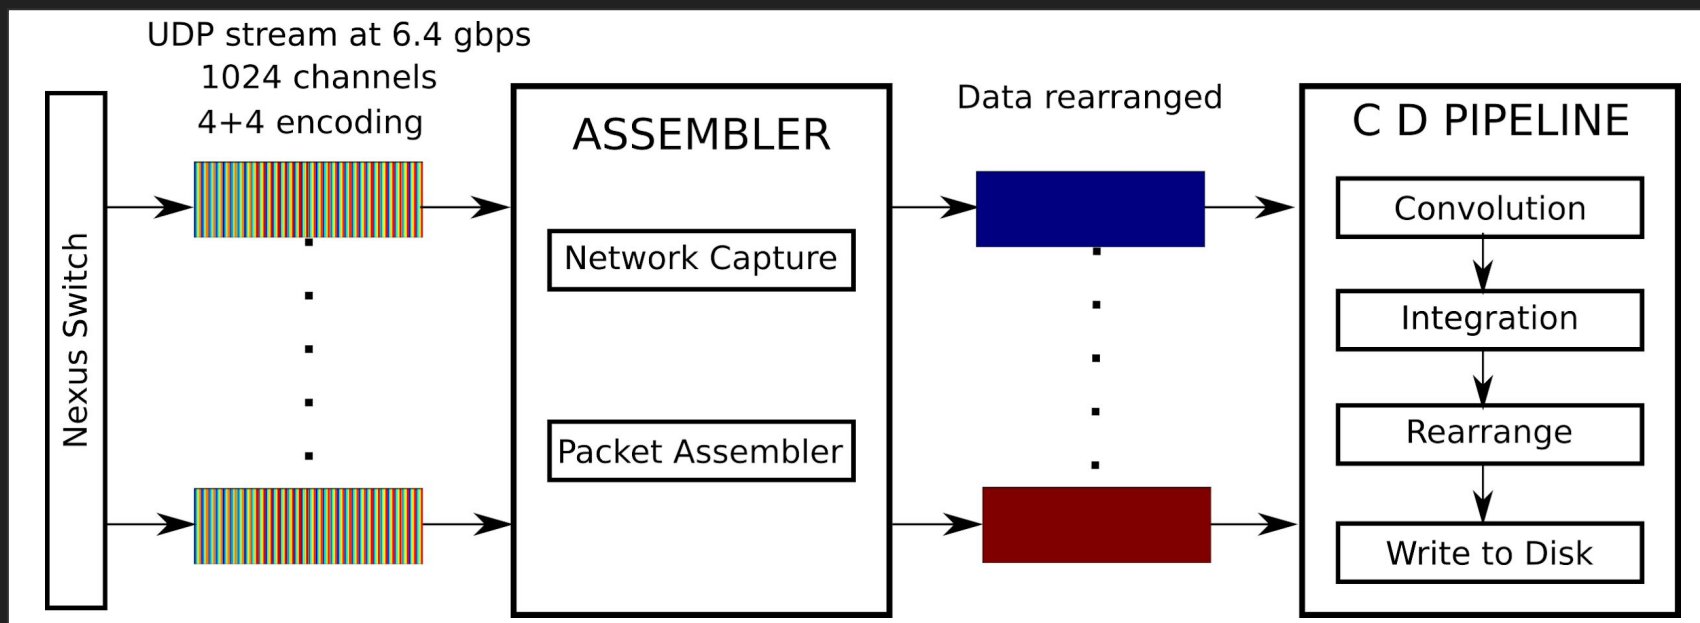 UDP stream at 6.4 gbps
1024 channels
4+4 encoding
Nexus Switch
ASSEMBLER
Network Capture
Packet Assembler
Data rearranged
C D PIPELINE
Convolution
Integration
Rearrange
Write to Disk